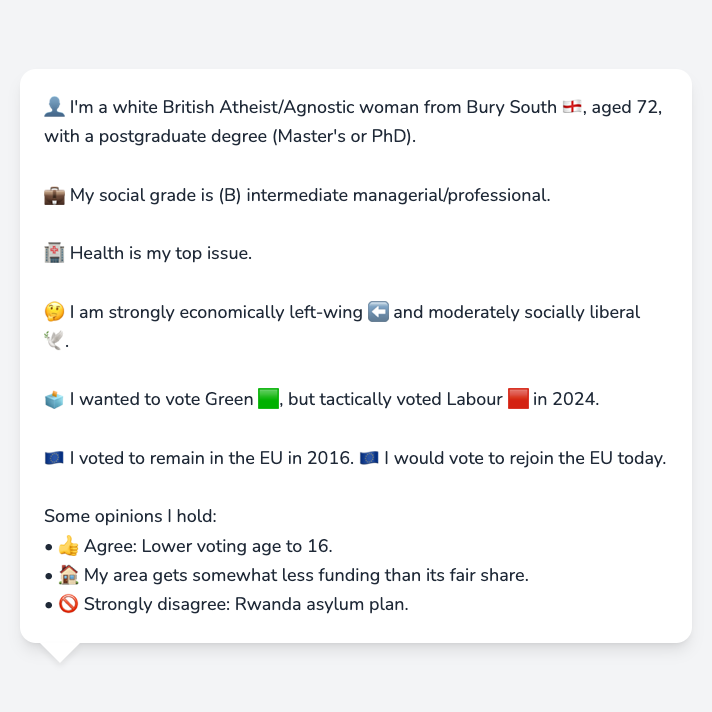 👤 I'm a white British Atheist/Agnostic woman from Bury South 🏴󠁧󠁢󠁥󠁮󠁧󠁿, aged 72,
with a postgraduate degree (Master's or PhD).
💼 My social grade is (B) intermediate managerial/professional.
🏥 Health is my top issue.
🤔 I am strongly economically left-wing ⬅️ and moderately socially liberal
🕊️.
🗳️ I wanted to vote Green 🟩, but tactically voted Labour 🟥 in 2024.
🇪🇺 I voted to remain in the EU in 2016. 🇪🇺 I would vote to rejoin the EU today.
Some opinions I hold:
• 👍 Agree: Lower voting age to 16.
• 🏠 My area gets somewhat less funding than its fair share.
• 🚫 Strongly disagree: Rwanda asylum plan.